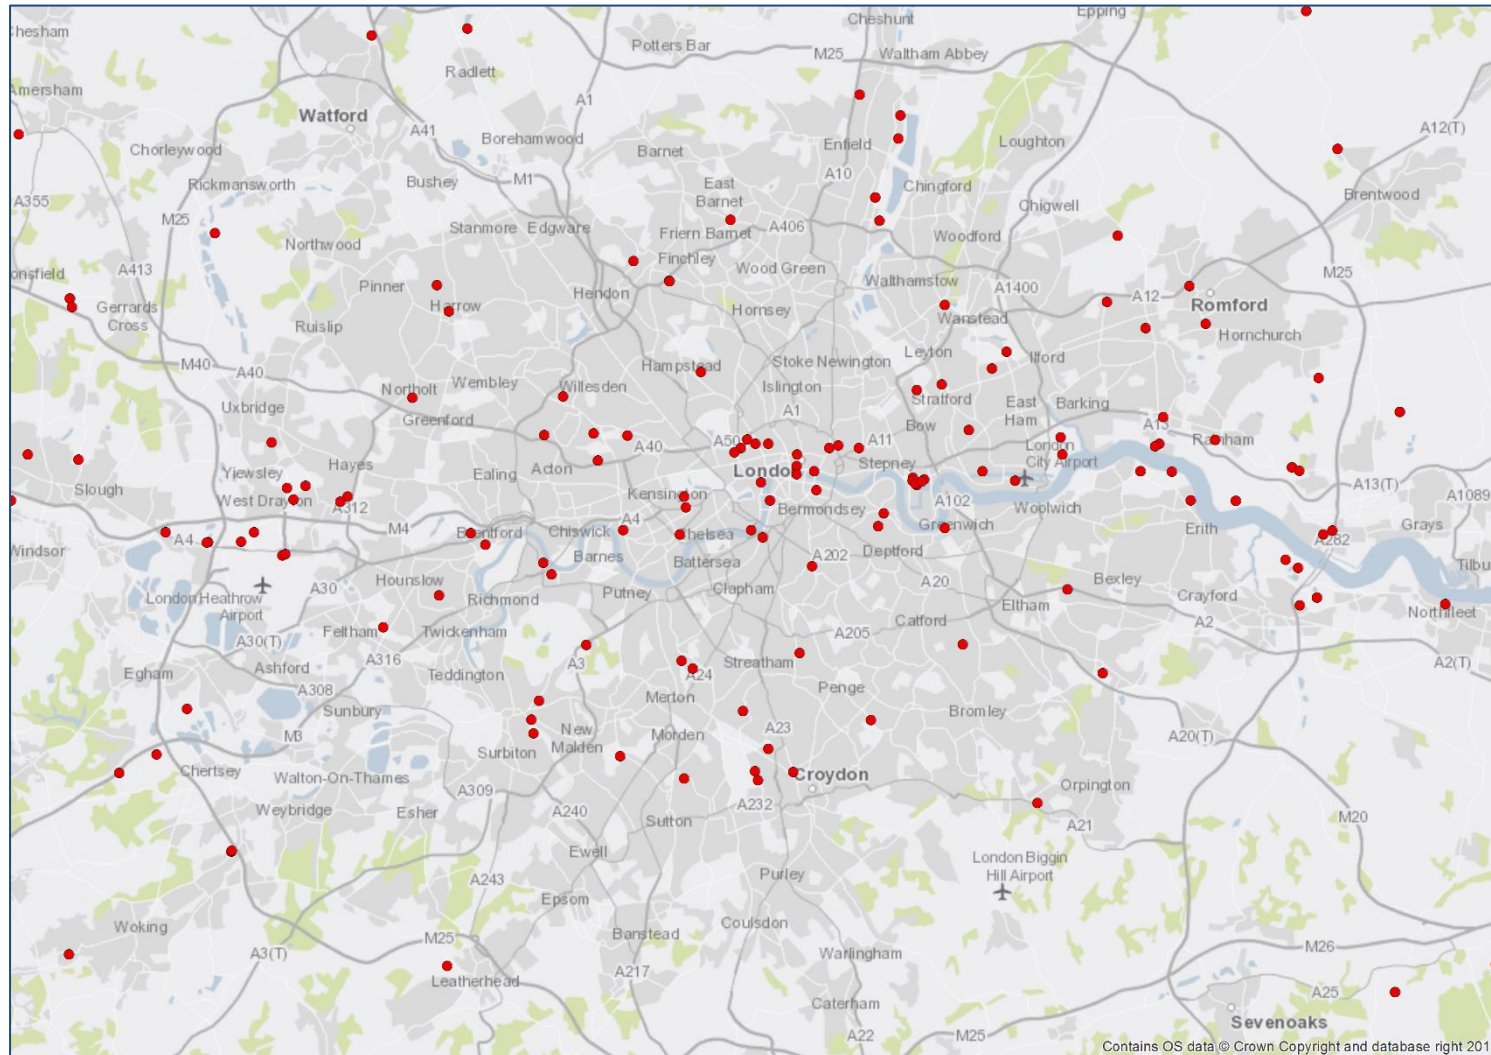 Cheshunt
Epping
Chesham
Potters Bar
M25
Waltham Abbey
Radlett
Amersham
A1
Watford
A41
Borehamwood
Enfield
Loughton
A12(T)
Chorleywood
Barnet
A10
Rickmansworth
Bushey
M1
East
Barnet
Chingford
Brentwood
A355
M25
Chigwell
Stanmore
Edgware
Friern Barnet
A406
Woodford
Northwood
A413
onsfield
Finchley
Wood Green
M25
Pinner
Hendon
Walthamstow
A1400
A12
Gerrards
Cross
Harrow
Hornsey
Romford
Ruislip
Wanstead
Hornchurch
M40
A40
Hampstead
Stoke Newington
Leyton
Ilford
Northolt
Wembley
Willesden
Islington
Uxbridge
Greenford
Stratford
East
Ham
Barking
A1
Bow
A13
Rainham
A40
A11
London
City Airport
Hayes
Ealing
Acton
London
Stepney
Yiewsley
Slough
West Drayton
A312
Kensington
Bermondsey
A102
Woolwich
A13(T)
A1089
M4
A4
Brentford
Chiswick
A4
Chelsea
Greenwich
Erith
Grays
Windsor
Barnes
Battersea
Deptford
A282
A202
London Heathrow
Airport
A30
Hounslow
Richmond
Putney
Clapham
A20
Bexley
Crayford
Tilbu
Eltham
Northfleet
Feltham
Twickenham
A205
Catford
A2
A30(T)
A316
A3
Streatham
A2(T)
Egham
Ashford
Teddington
A24
A308
Sunbury
Merton
Penge
Bromley
M3
New
Malden
Morden
A23
A20(T)
Surbiton
Chertsey
Walton-On-Thames
Croydon
Orpington
Weybridge
Esher
A309
A240
A232
Sutton
A21
M20
Ewell
London Biggin
Hill Airport
A243
Purley
Epsom
Woking
Coulsdon
Banstead
M25
A3(T)
Warlingham
M26
Leatherhead
A217
Caterham
A25
A22
M25
Sevenoaks
Contains OS data © Crown Copyright and database right 201